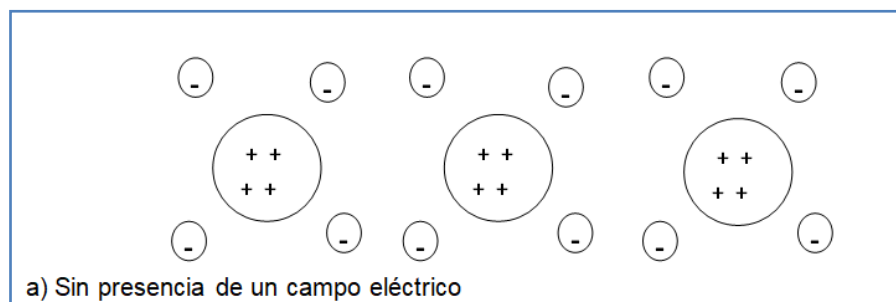 - - - - - -
+ + + + + +
+ + + + + +
- - - - - -
a) Sin presencia de un campo eléctrico